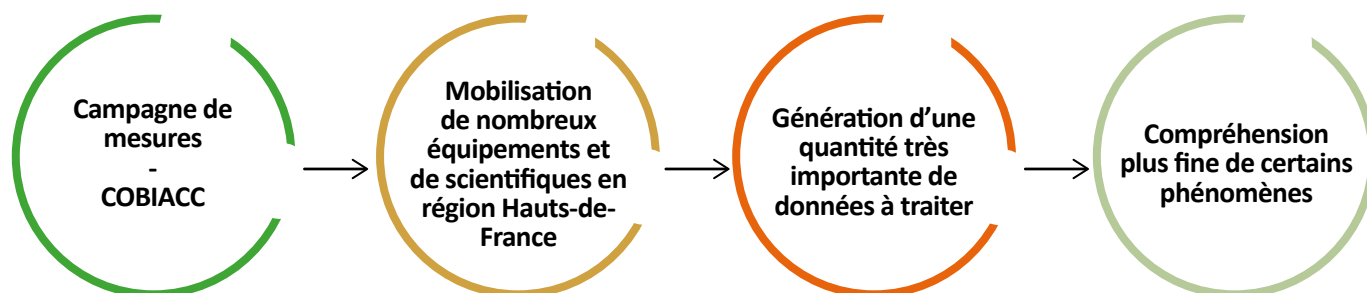 Campagne de
mesures
-
COBIACC
Mobilisation
de nombreux
équipements et
de scientifiques en
région Hauts-de-
France
Génération d’une
quantité très
importante de
données à traiter
Compréhension
plus fine de certains
phénomènes